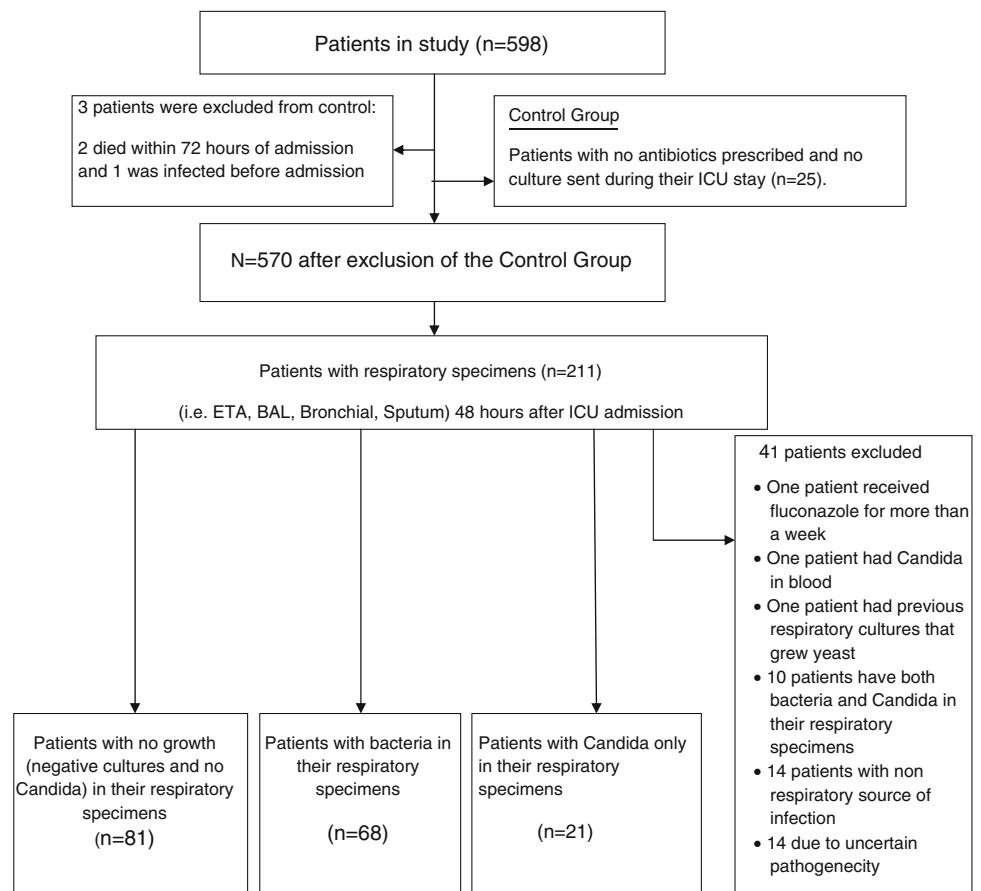 Patients in study (n=598)
3 patients were excluded from control:
2 died within 72 hours of admission
and 1 was infected before admission
Control Group
Patients with no antibiotics prescribed and no
culture sent during their ICU stay (n=25).
N=570 after exclusion of the Control Group
Patients with respiratory specimens (n=211)
(i.e. ETA, BAL, Bronchial, Sputum) 48 hours after ICU admission
41 patients excluded
• One patient received
fluconazole for more than
a week
• One patient had Candida
in blood
• One patient had previous
respiratory cultures that
grew yeast
• 10 patients have both
bacteria and Candida in
their respiratory
specimens
• 14 patients with non
respiratory source of
infection
• 14 due to uncertain
pathogenecity
Patients with no growth
(negative cultures and no
Candida) in their respiratory
specimens
(n=81)
Patients with bacteria in
their respiratory
specimens
(n=68)
Patients with Candida only
in their respiratory
specimens
(n=21)